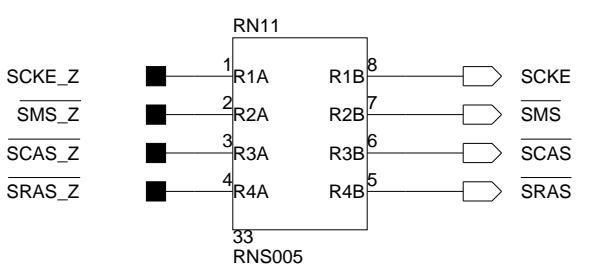 RN11
SCKE_Z 1 R1A R1B 8 SCKE
SMS_Z 2 R2A R2B 7 SMS
SCAS_Z 3 R3A R3B 6 SCAS
SRAS_Z 4 R4A R4B 5 SRAS
33
RNS005